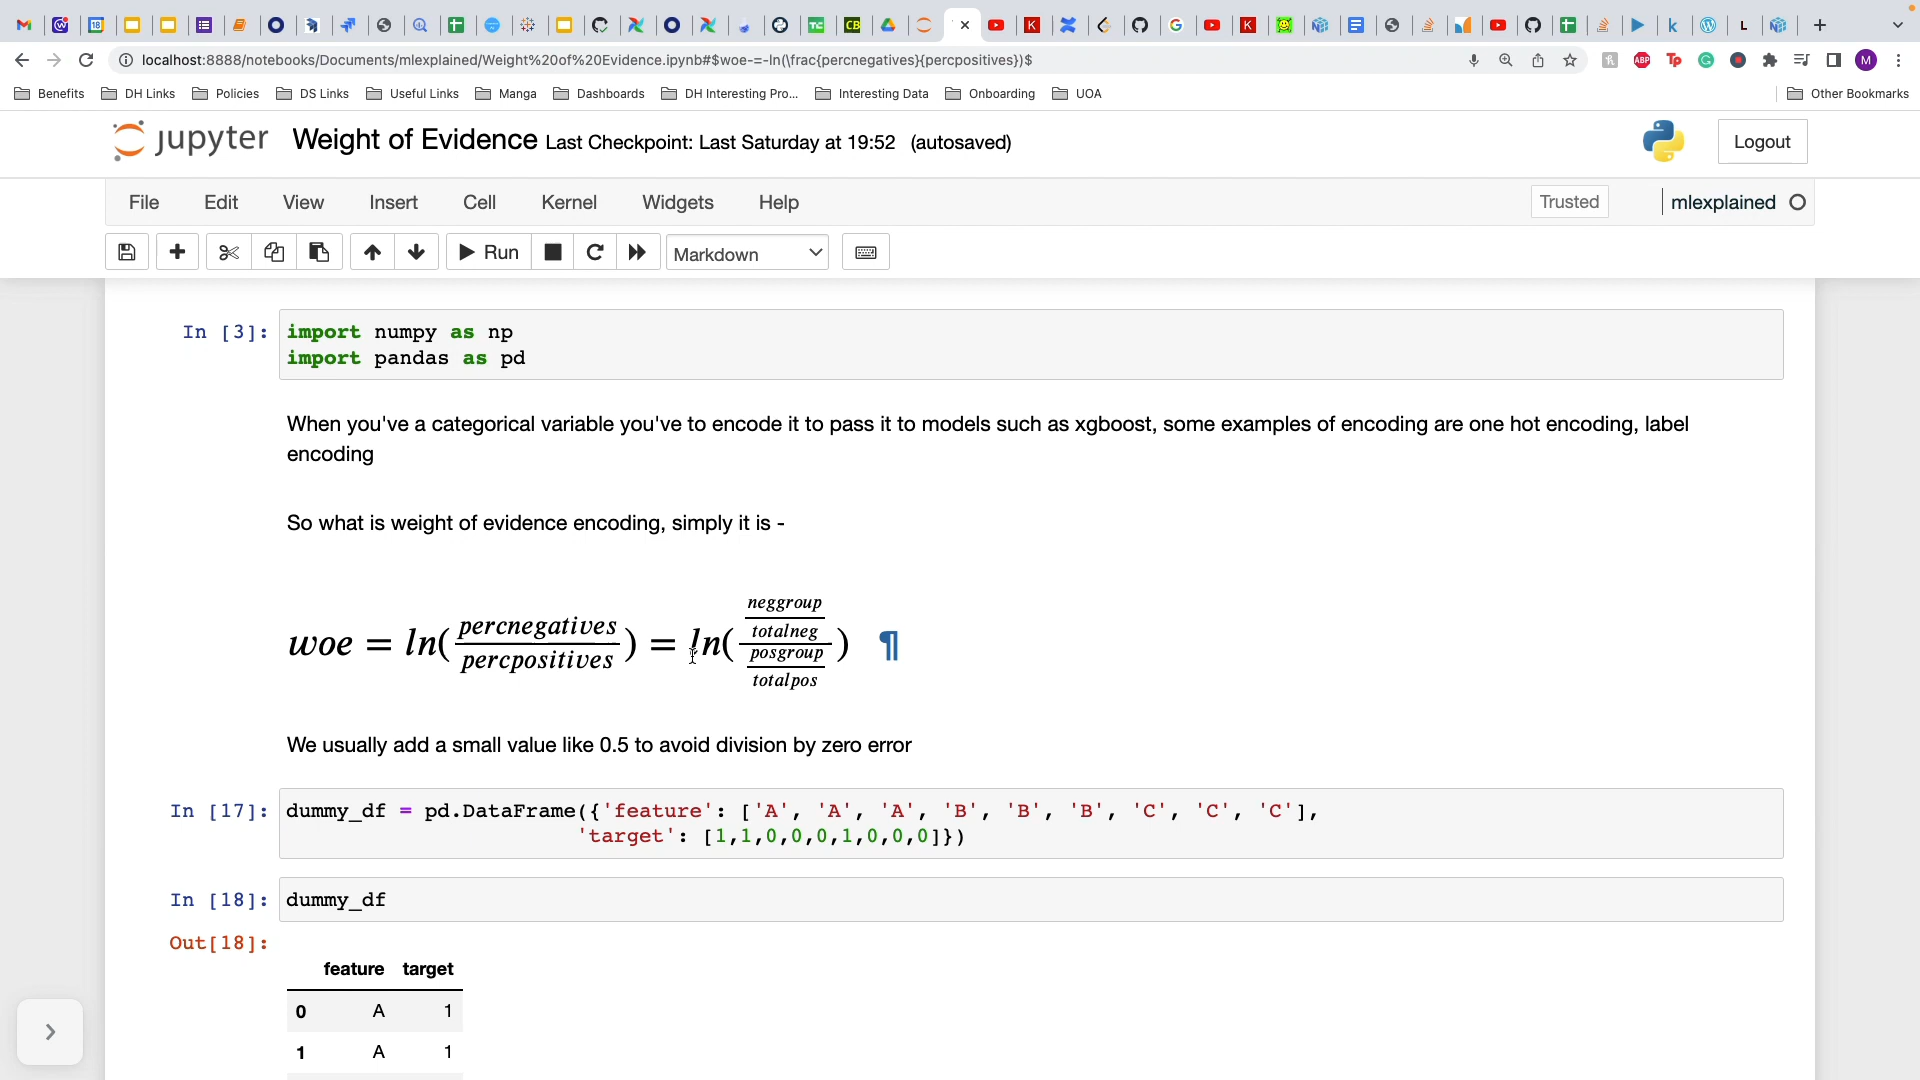 localhost:8888/notebooks/Documents/mlexplained/Weight%20of%20Evidence.ipynb#$woe-=-ln(\frac{percnegatives}{percpositives})$
Benefits DH Links Policies DS Links Useful Links Manga Dashboards DH Interesting Pro... Interesting Data Onboarding UOA Other Bookmarks
jupyter Weight of Evidence Last Checkpoint: Last Saturday at 19:52 (autosaved) Logout
File Edit View Insert Cell Kernel Widgets Help Trusted mlexplained
Run Markdown
In [3]: import numpy as np
import pandas as pd
When you've a categorical variable you've to encode it to pass it to models such as xgboost, some examples of encoding are one hot encoding, label
encoding
So what is weight of evidence encoding, simply it is -
woe = ln(percnegatives/percpositives) = ln((neggroup/totalneg)/(posgroup/totalpos)) ¶
We usually add a small value like 0.5 to avoid division by zero error
In [17]: dummy_df = pd.DataFrame({'feature': ['A', 'A', 'A', 'B', 'B', 'B', 'C', 'C', 'C'],
'target': [1,1,0,0,0,1,0,0,0]})
In [18]: dummy_df
Out[18]:
feature target
0 A 1
1 A 1